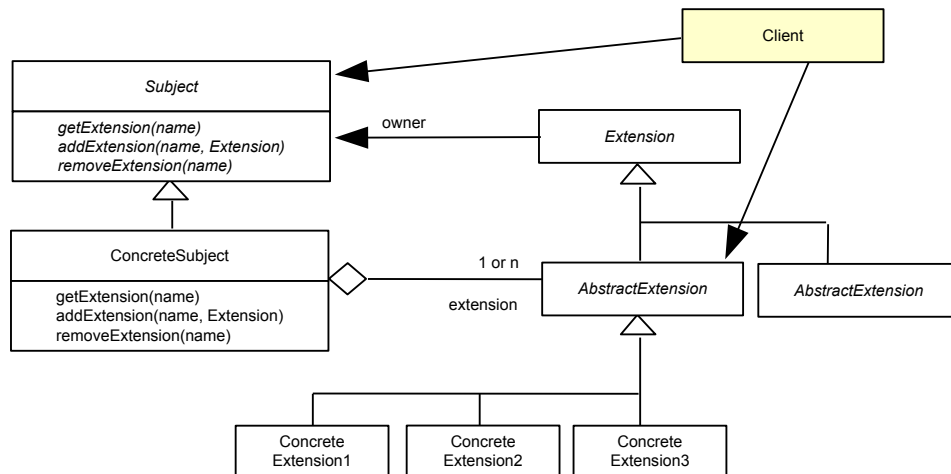 Client
Subject
getExtension(name)
addExtension(name, Extension)
removeExtension(name)
owner
Extension
ConcreteSubject
getExtension(name)
addExtension(name, Extension)
removeExtension(name)
1 or n
extension
AbstractExtension
AbstractExtension
Concrete
Extension1
Concrete
Extension2
Concrete
Extension3